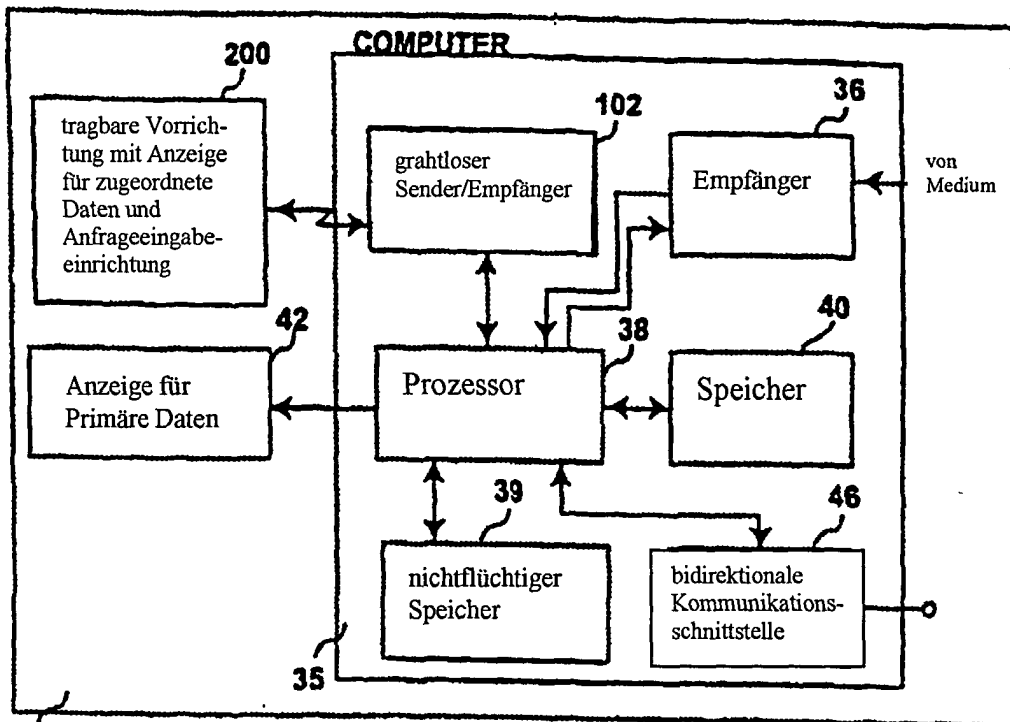 COMPUTER
200
tragbare Vorrich-
tung mit Anzeige
für zugeordnete
Daten und
Anfrageeingabe-
einrichtung
102
grahtloser
Sender/Empfänger
36
Empfänger
von
Medium
42
Anzeige für
Primäre Daten
38
Prozessor
40
Speicher
39
nichtflüchtiger
Speicher
46
bidirektionale
Kommunikations-
schnittstelle
35